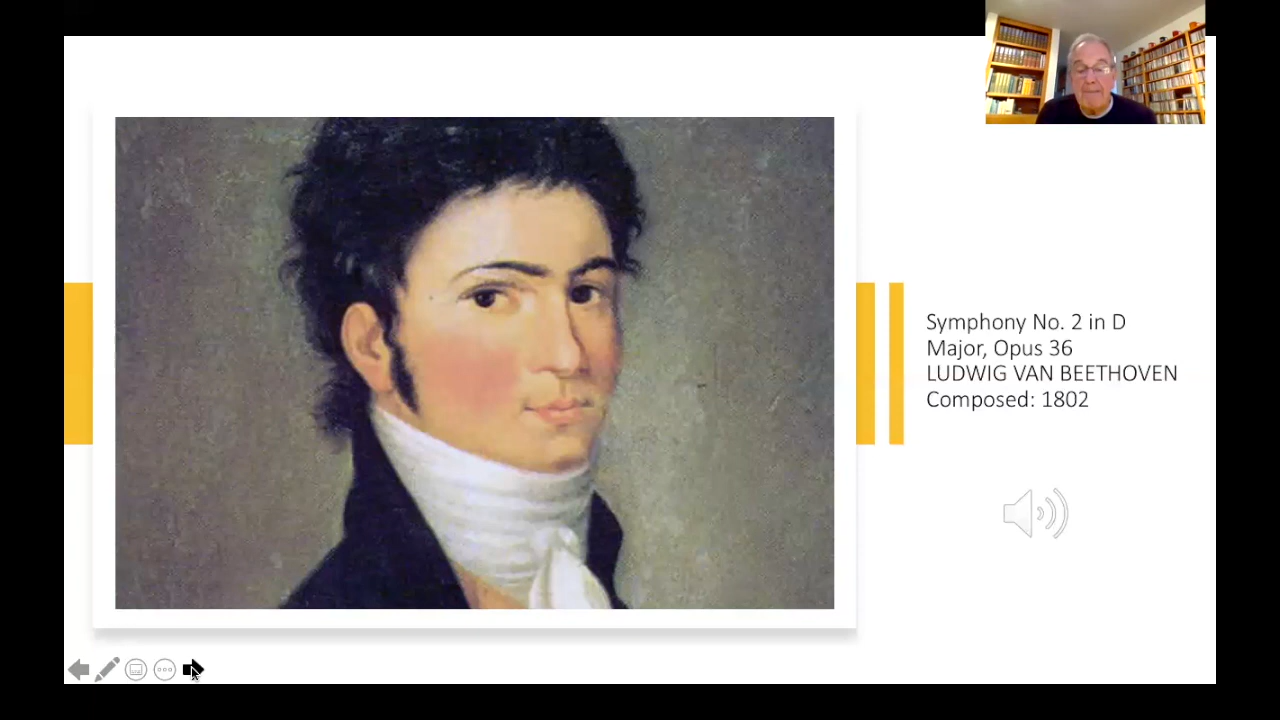 Symphony No. 2 in D
Major, Opus 36
LUDWIG VAN BEETHOVEN
Composed: 1802